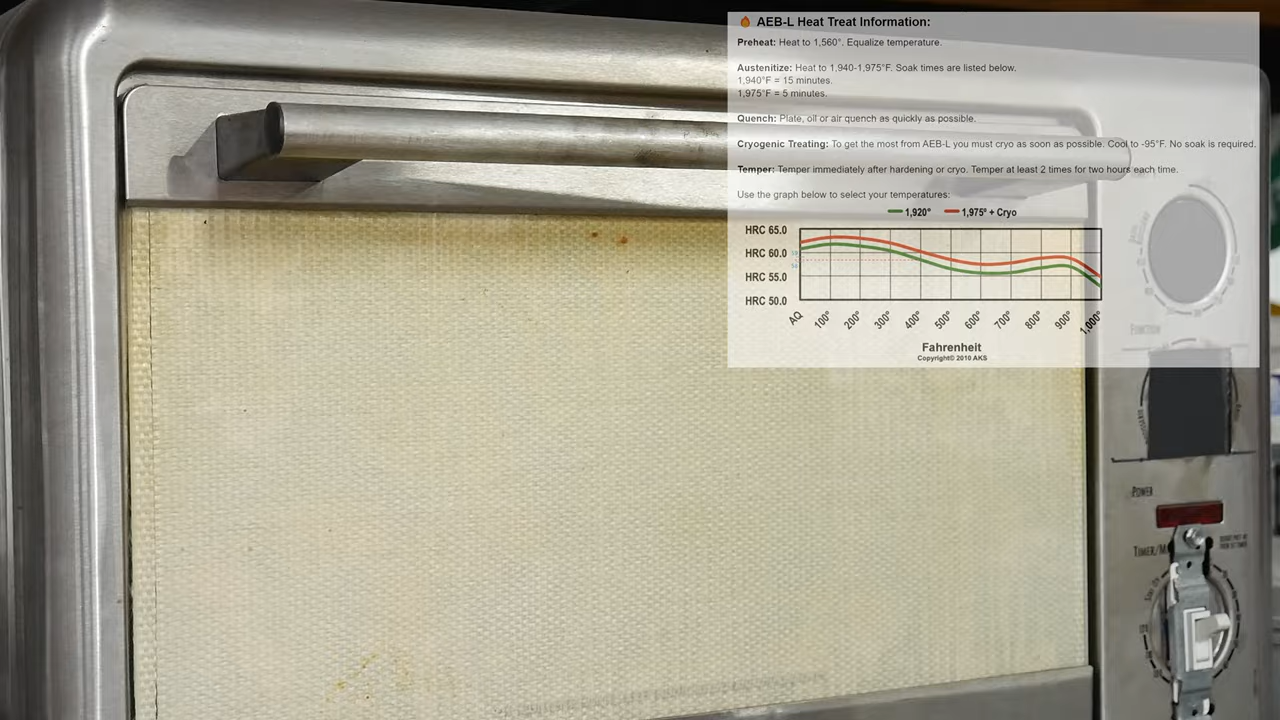 🔥 AEB-L Heat Treat Information:
Preheat: Heat to 1,560°. Equalize temperature.
Austenitize: Heat to 1,940-1,975°F. Soak times are listed below.
1,940°F = 15 minutes.
1,975°F = 5 minutes.
Quench: Plate, oil or air quench as quickly as possible.
Cryogenic Treating: To get the most from AEB-L you must cryo as soon as possible. Cool to -95°F. No soak is required.
Temper: Temper immediately after hardening or cryo. Temper at least 2 times for two hours each time.
Use the graph below to select your temperatures:
1,920° 1,975° + Cryo
HRC 65.0
HRC 60.0
HRC 55.0
HRC 50.0
AQ 100° 200° 300° 400° 500° 600° 700° 800° 900° 1,000°
Fahrenheit
Copyright© 2010 AKS
FUNCTION
POWER